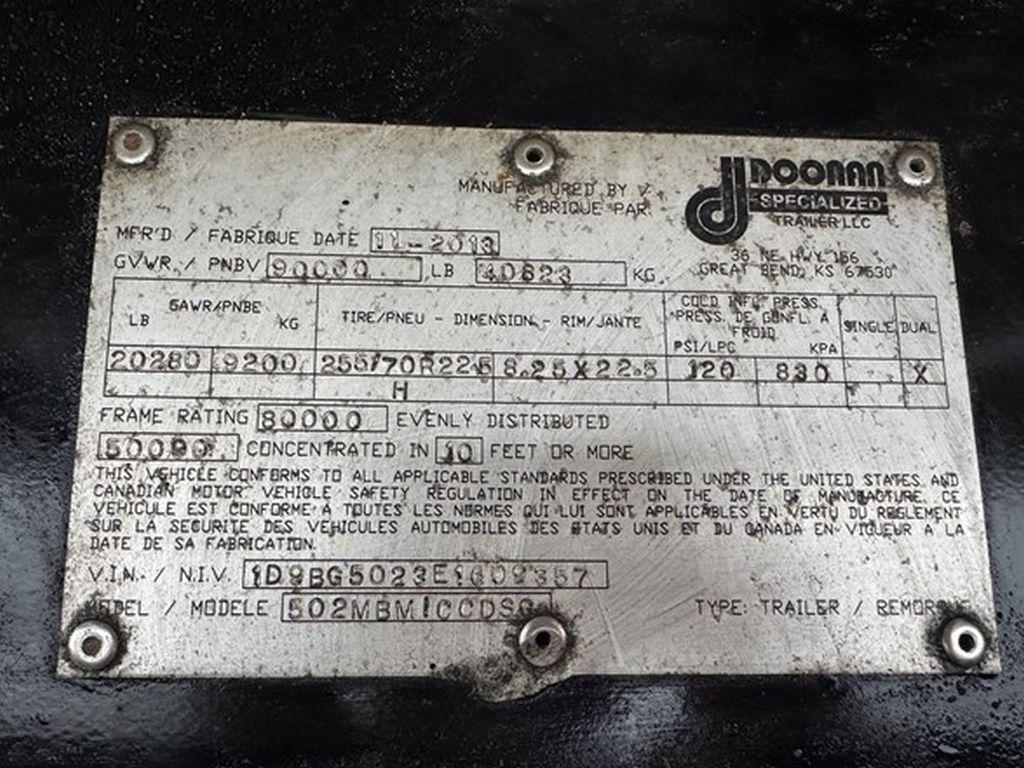 DOONAN
SPECIALIZED
TRAILER LLC
MANUFACTURED BY
FABRIQUE PAR
36 NE HWY 156
GREAT BEND, KS 67530
MFR'D / FABRIQUE DATE 11-2013
GVWR / PNBV 90000 LB 40823 KG
GAWR/PNBE
LB KG
TIRE/PNEU - DIMENSION - RIM/JANTE
COLD INFL PRESS.
PRESS. DE GONFL. A
FROID
PSI/LPC KPA
SINGLE DUAL
20280 9200 255/70R22.5 8.25X22.5 120 830 X
H
FRAME RATING 80000 EVENLY DISTRIBUTED
50000 CONCENTRATED IN 10 FEET OR MORE
THIS VEHICLE CONFORMS TO ALL APPLICABLE STANDARDS PRESCRIBED UNDER THE UNITED STATES AND
CANADIAN MOTOR VEHICLE SAFETY REGULATION IN EFFECT ON THE DATE OF MANUFACTURE. CE
VEHICULE EST CONFORME A TOUTES LES NORMES QUI LUI SONT APPLICABLES EN VERTU DU REGLEMENT
SUR LA SECURITE DES VEHICULES AUTOMOBILES DES ETATS UNIS ET DU CANADA EN VIGUEUR A LA
DATE DE SA FABRICATION.
V.I.N. / N.I.V. 1D9BG5023E1609357
MODEL / MODELE
TYPE: TRAILER /